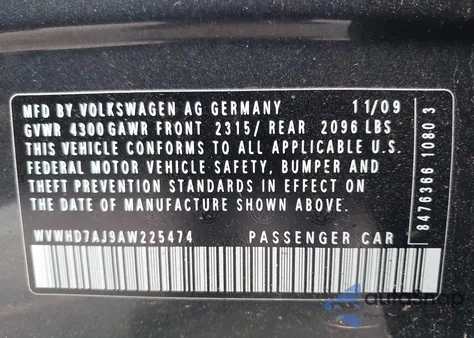 MFD BY VOLKSWAGEN AG GERMANY 11/09
GVWR 4300 GAWR FRONT 2315/ REAR 2096 LBS
THIS VEHICLE CONFORMS TO ALL APPLICABLE U.S.
FEDERAL MOTOR VEHICLE SAFETY, BUMPER AND
THEFT PREVENTION STANDARDS IN EFFECT ON
THE DATE OF MANUFACTURE SHOWN ABOVE
WVWHD7AJ9AW225474 PASSENGER CAR
8476366 10803
autoSnap